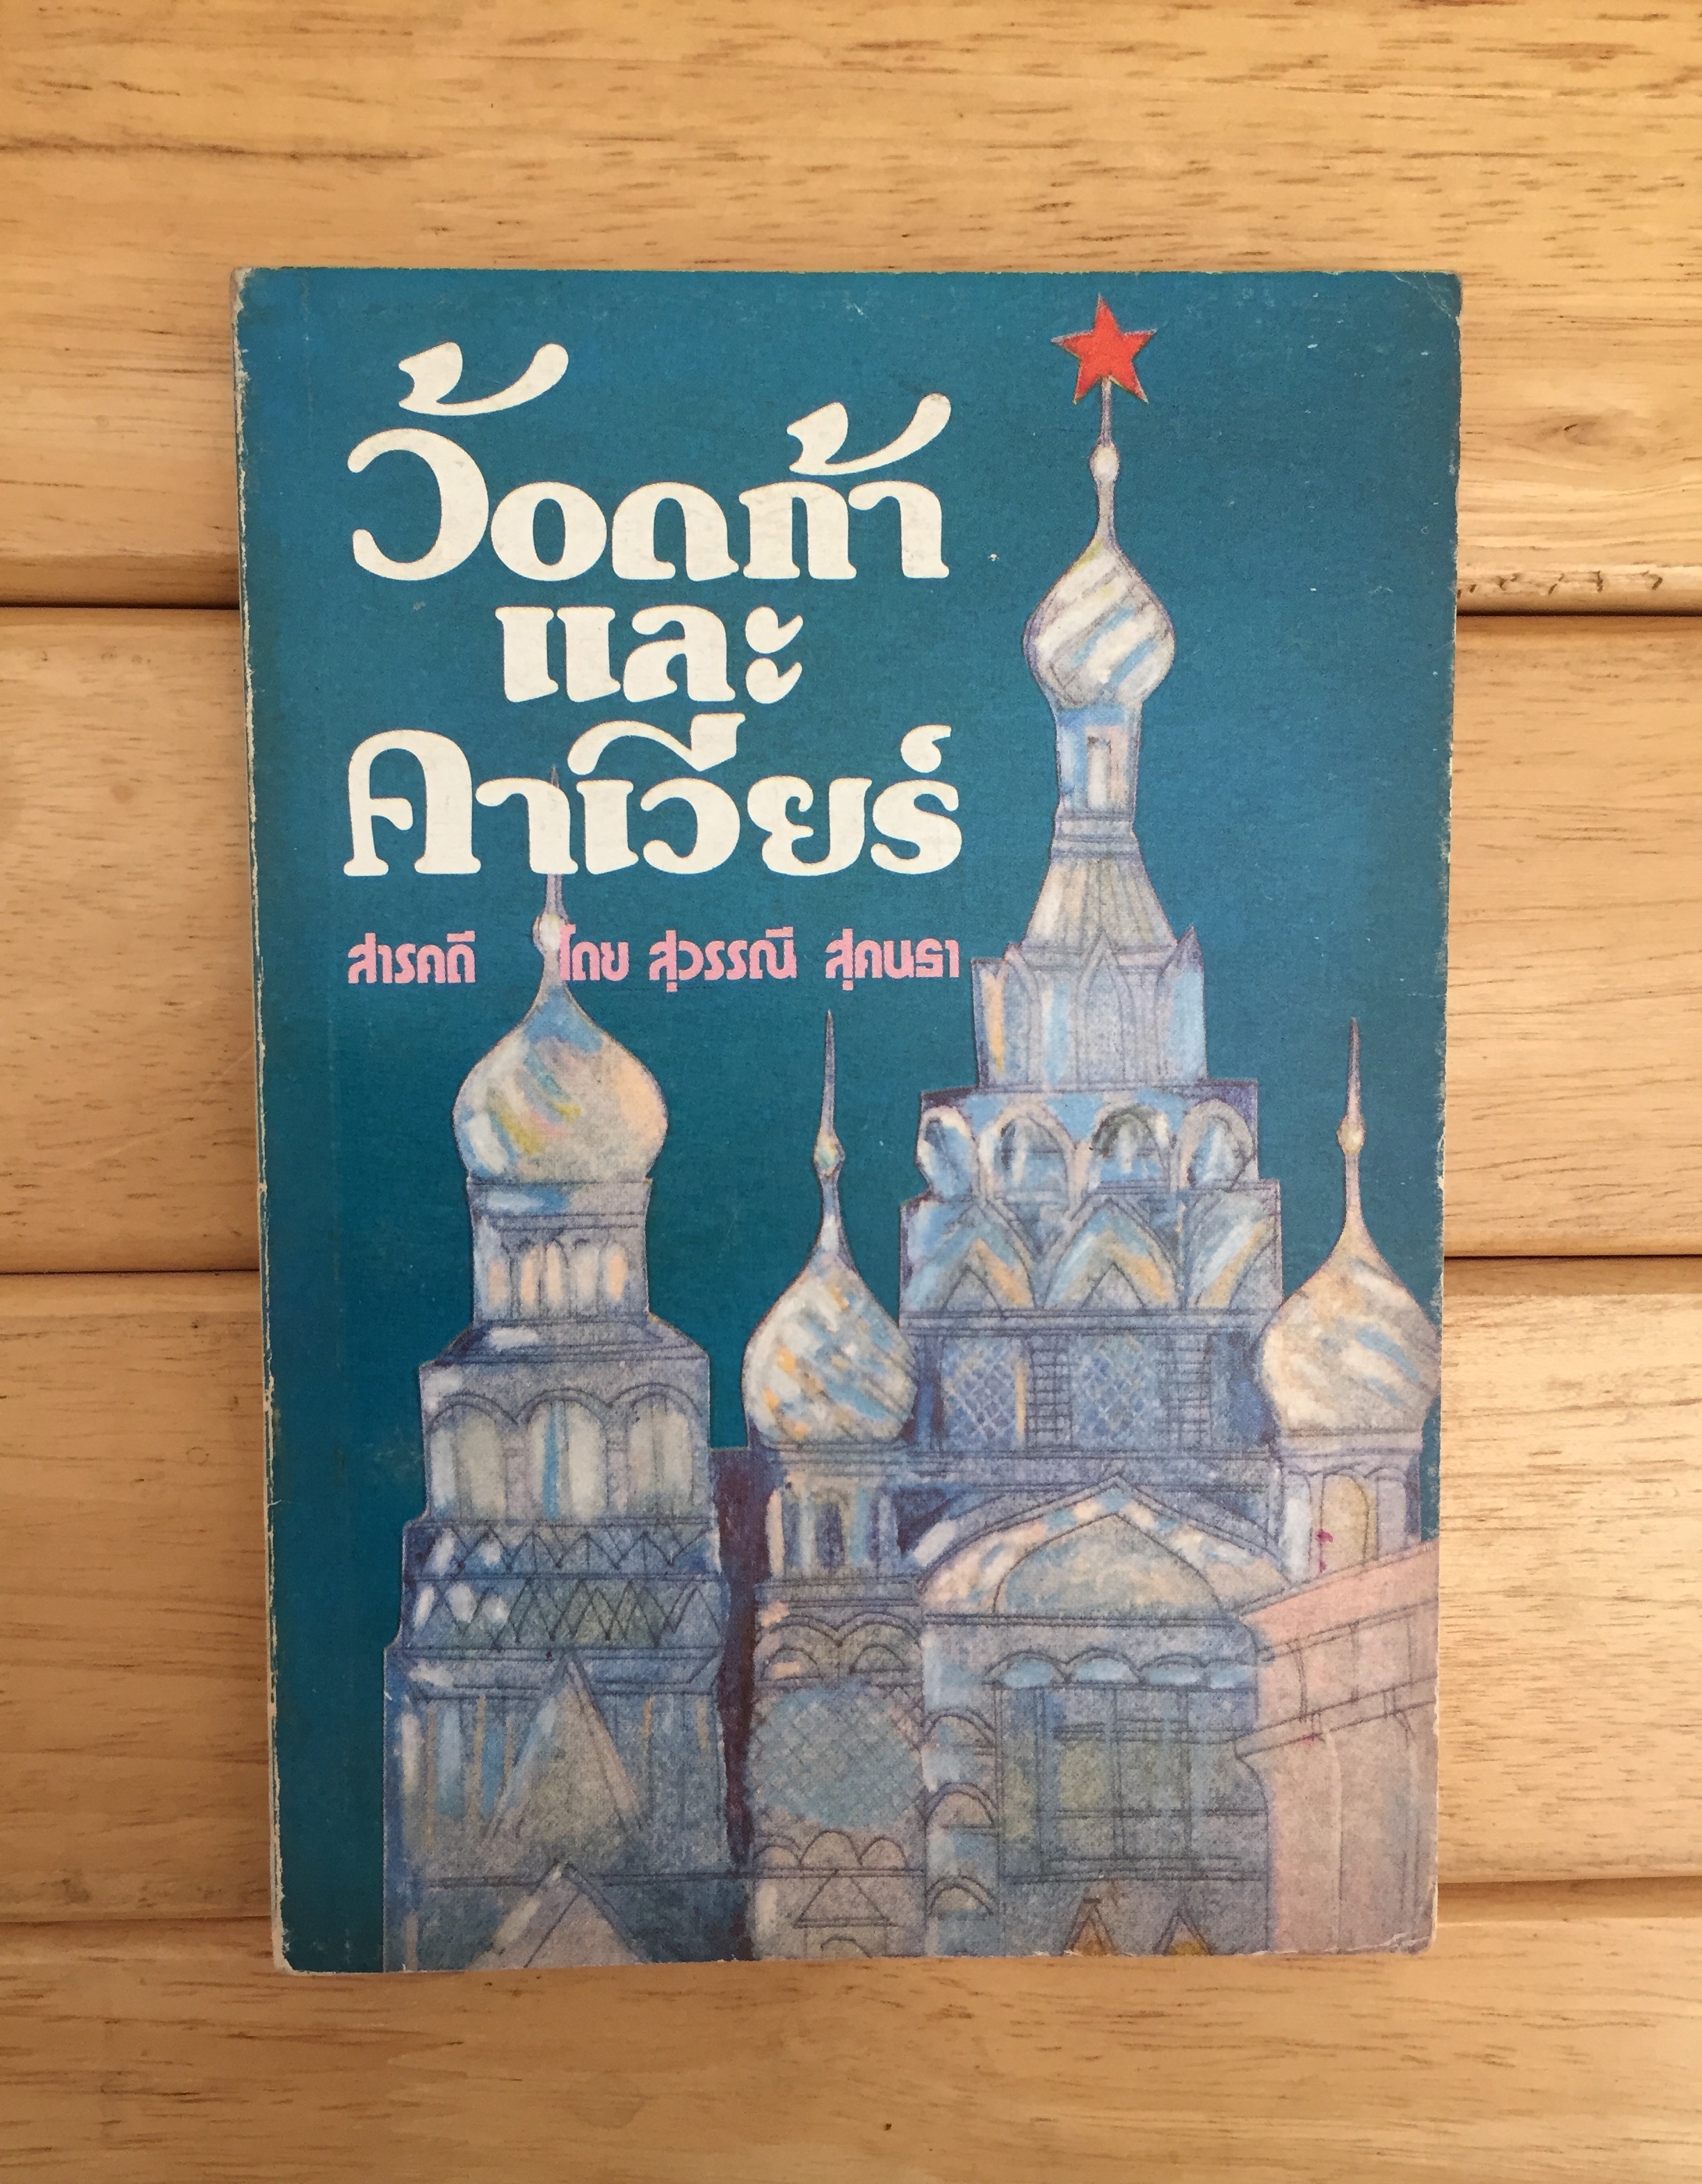 ว้อดก้า
และ
คาเวียร์
สารคดี โดย สุวรรณี สุคนธา